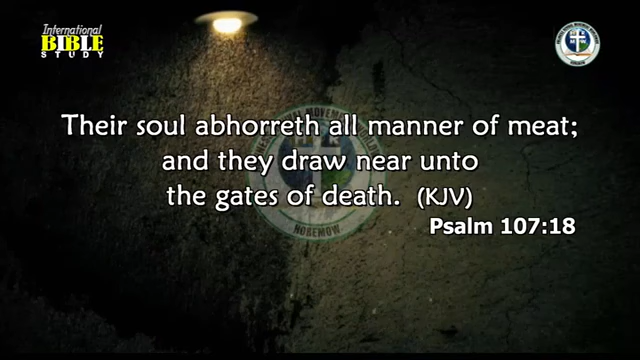 International
BIBLE
STUDY
Their soul abhorreth all manner of meat;
and they draw near unto
the gates of death. (KJV)
Psalm 107:18
HOREMOW